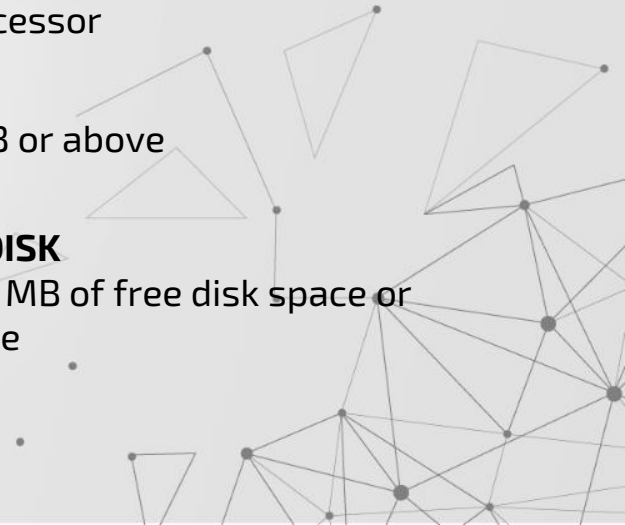 cessor
B or above
DISK
MB of free disk space or
e